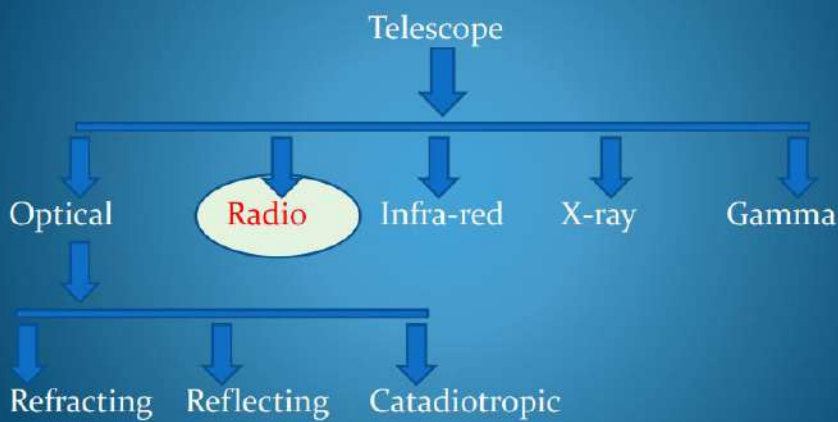 Telescope
Optical Radio Infra-red X-ray Gamma
Refracting Reflecting Catadiotropic